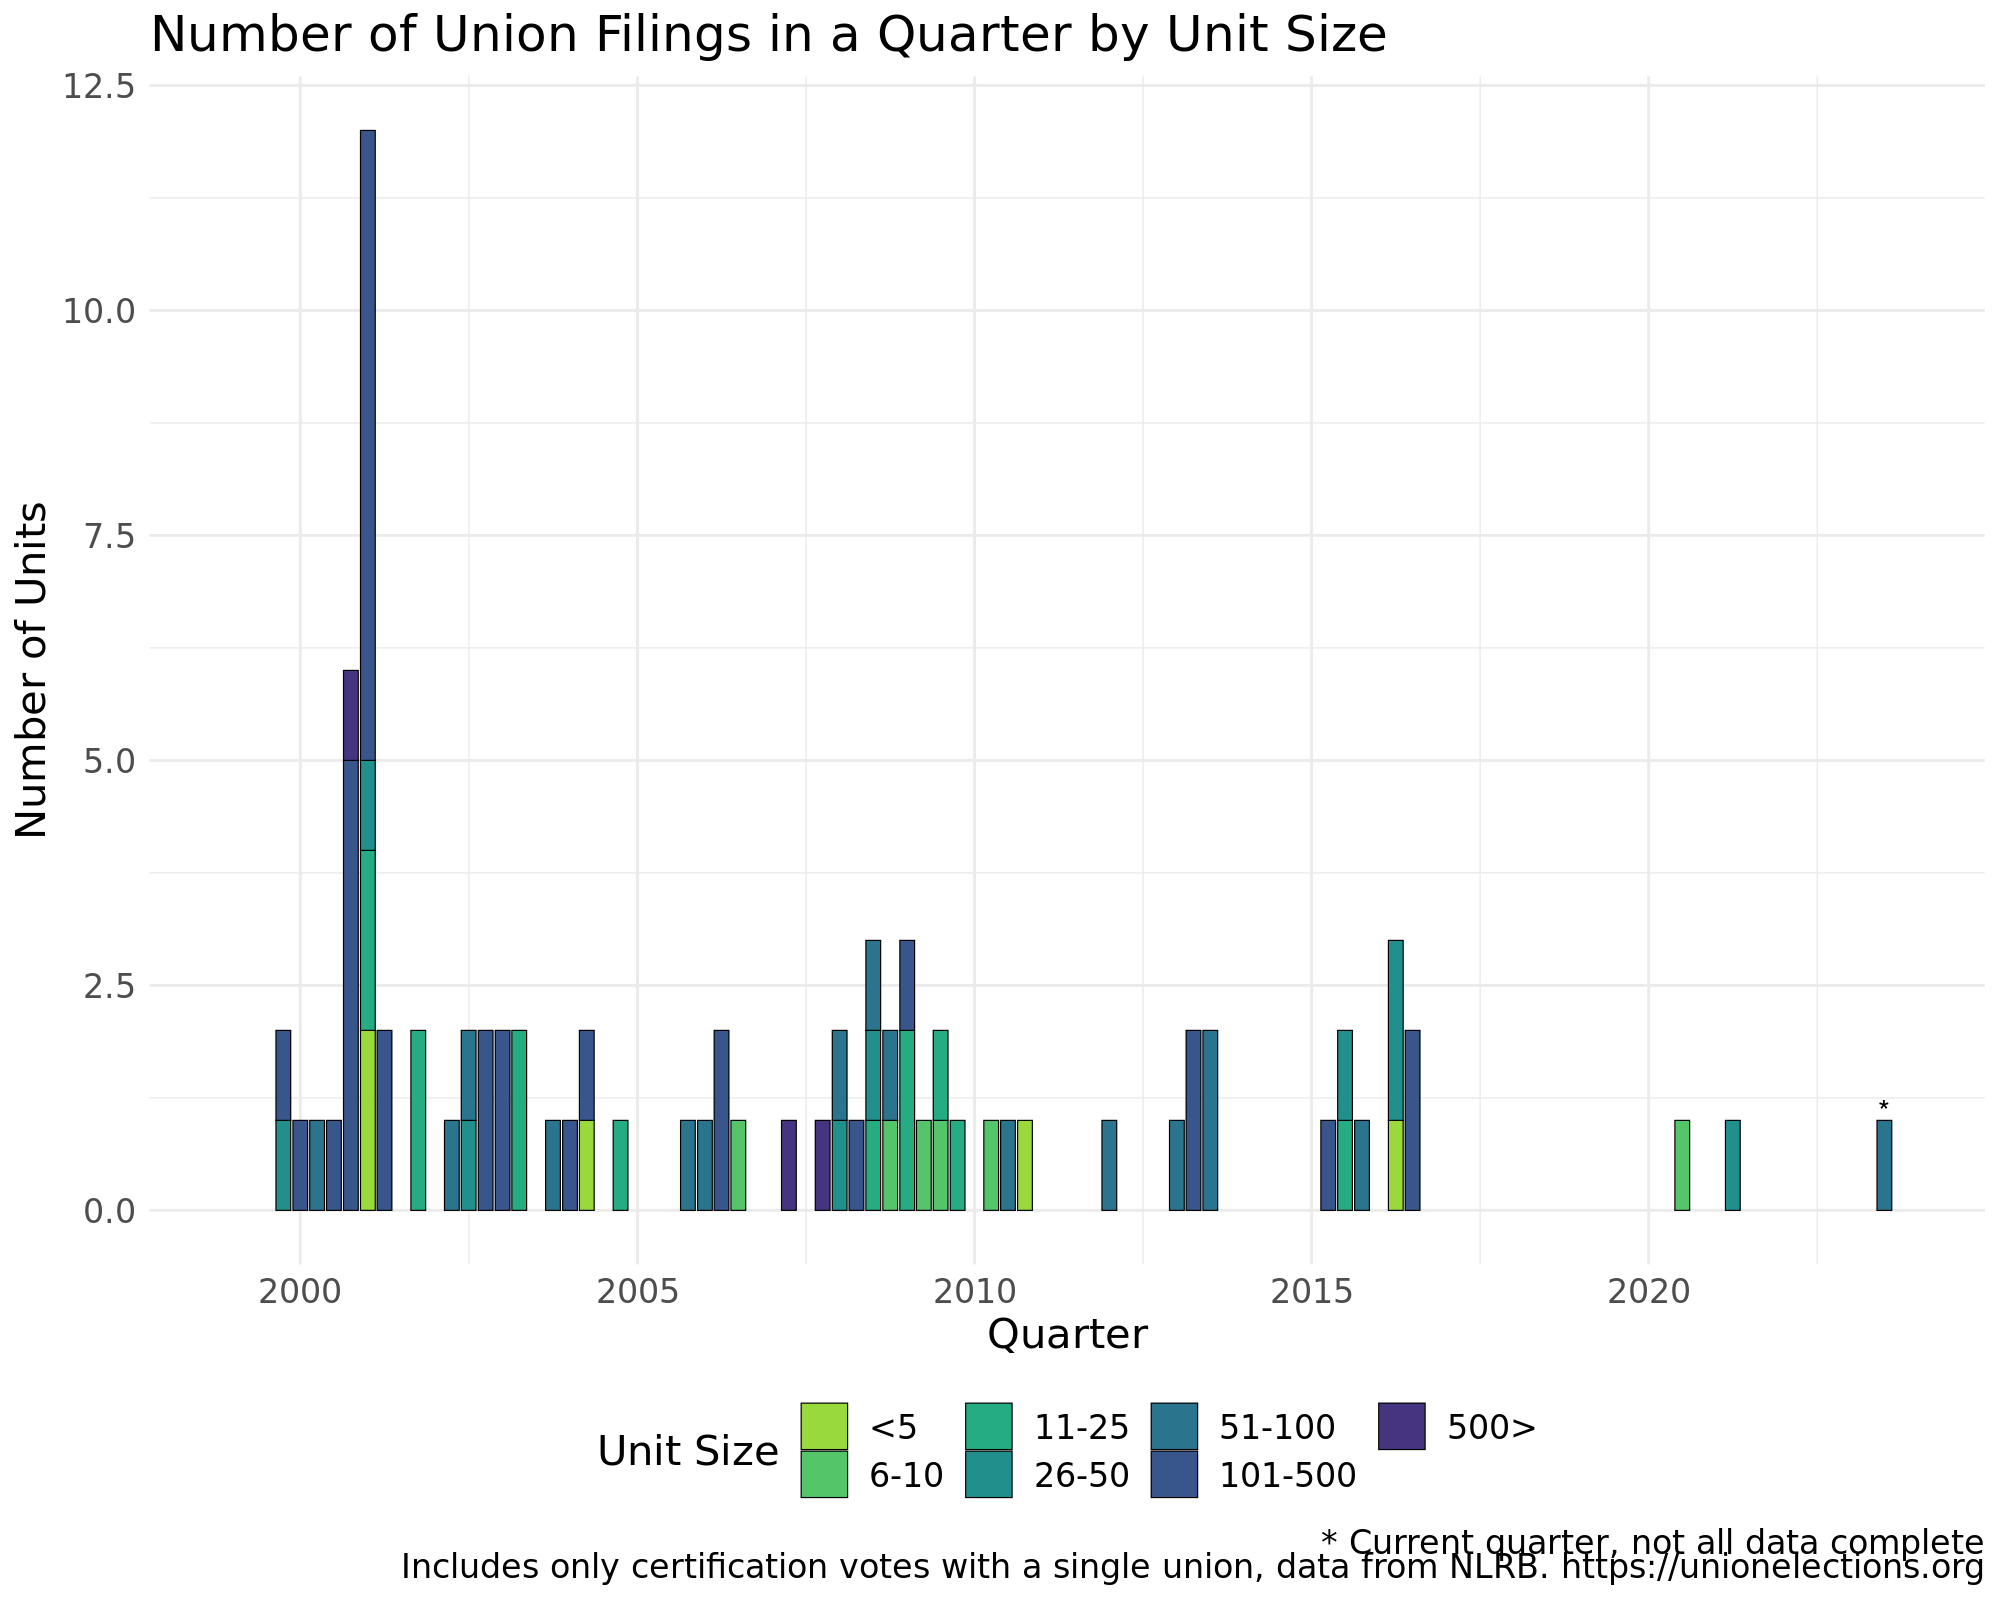 Number of Union Filings in a Quarter by Unit Size
12.5
10.0
7.5
5.0
2.5
0.0
Number of Units
*
2000 2005 2010 2015 2020
Quarter
Unit Size
<5 11-25 51-100 500>
6-10 26-50 101-500
* Current quarter, not all data complete
Includes only certification votes with a single union, data from NLRB. https://unionelections.org